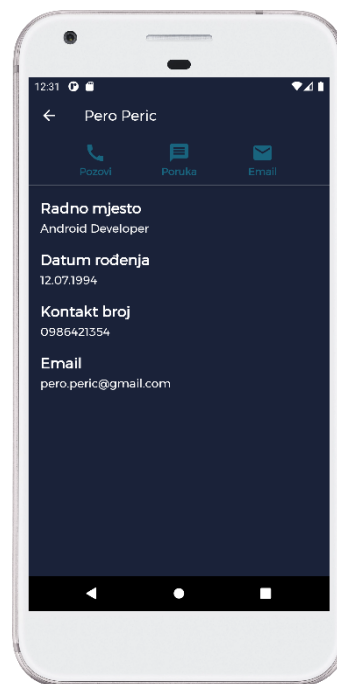 12:31
Pero Peric
Pozovi Poruka Email
Radno mjesto
Android Developer
Datum rođenja
12.07.1994
Kontakt broj
0986421354
Email
pero.peric@gmail.com